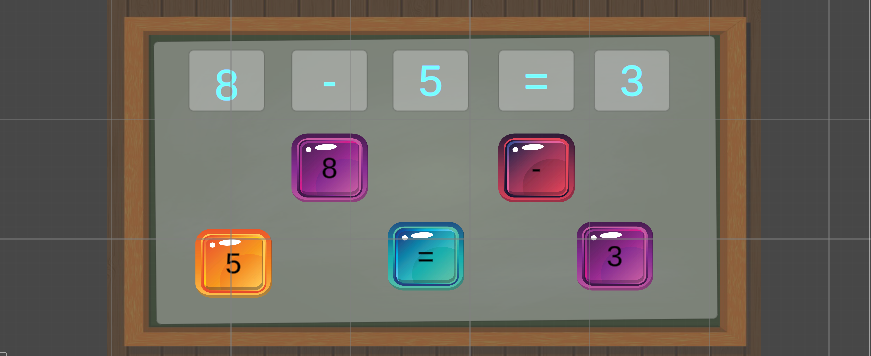 8 - 5 = 3
8 -
5 = 3